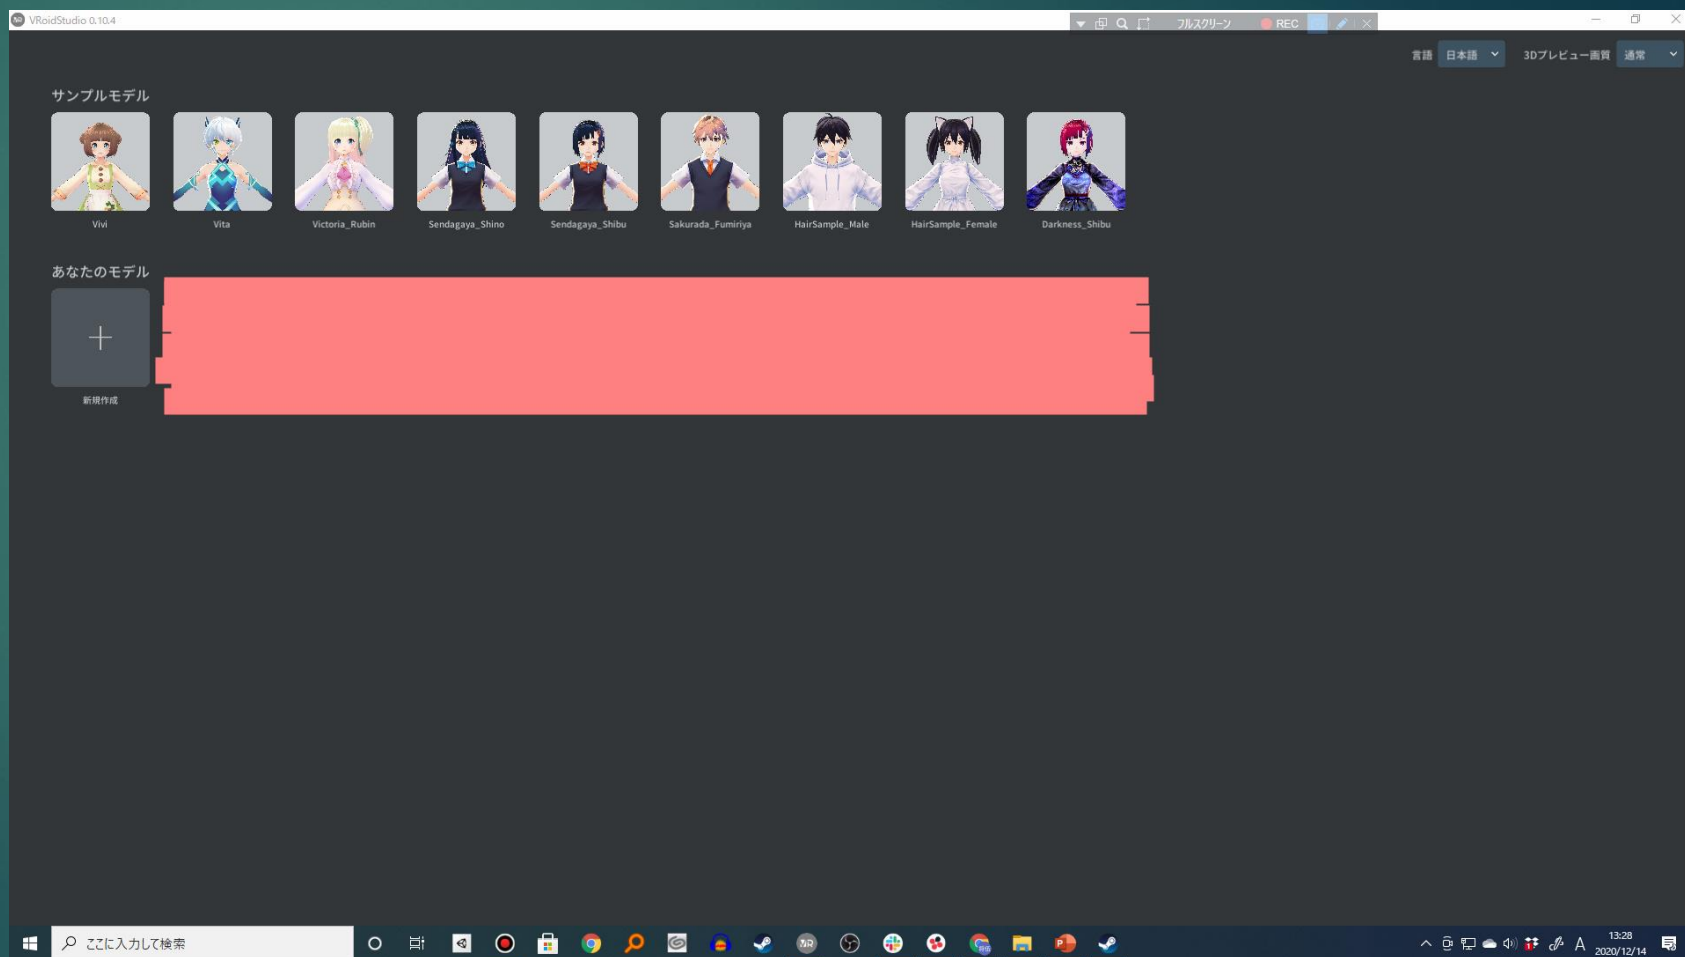 VRoidStudio 0.10.4
フルスクリーン
REC
言語
日本語
3Dプレビュー画質
通常
サンプルモデル
Vivi
Vita
Victoria_Rubin
Sendagaya_Shino
Sendagaya_Shibu
Sakurada_Fumiriya
HairSample_Male
HairSample_Female
Darkness_Shibu
あなたのモデル
新規作成
ここに入力して検索
A
13:28
2020/12/14